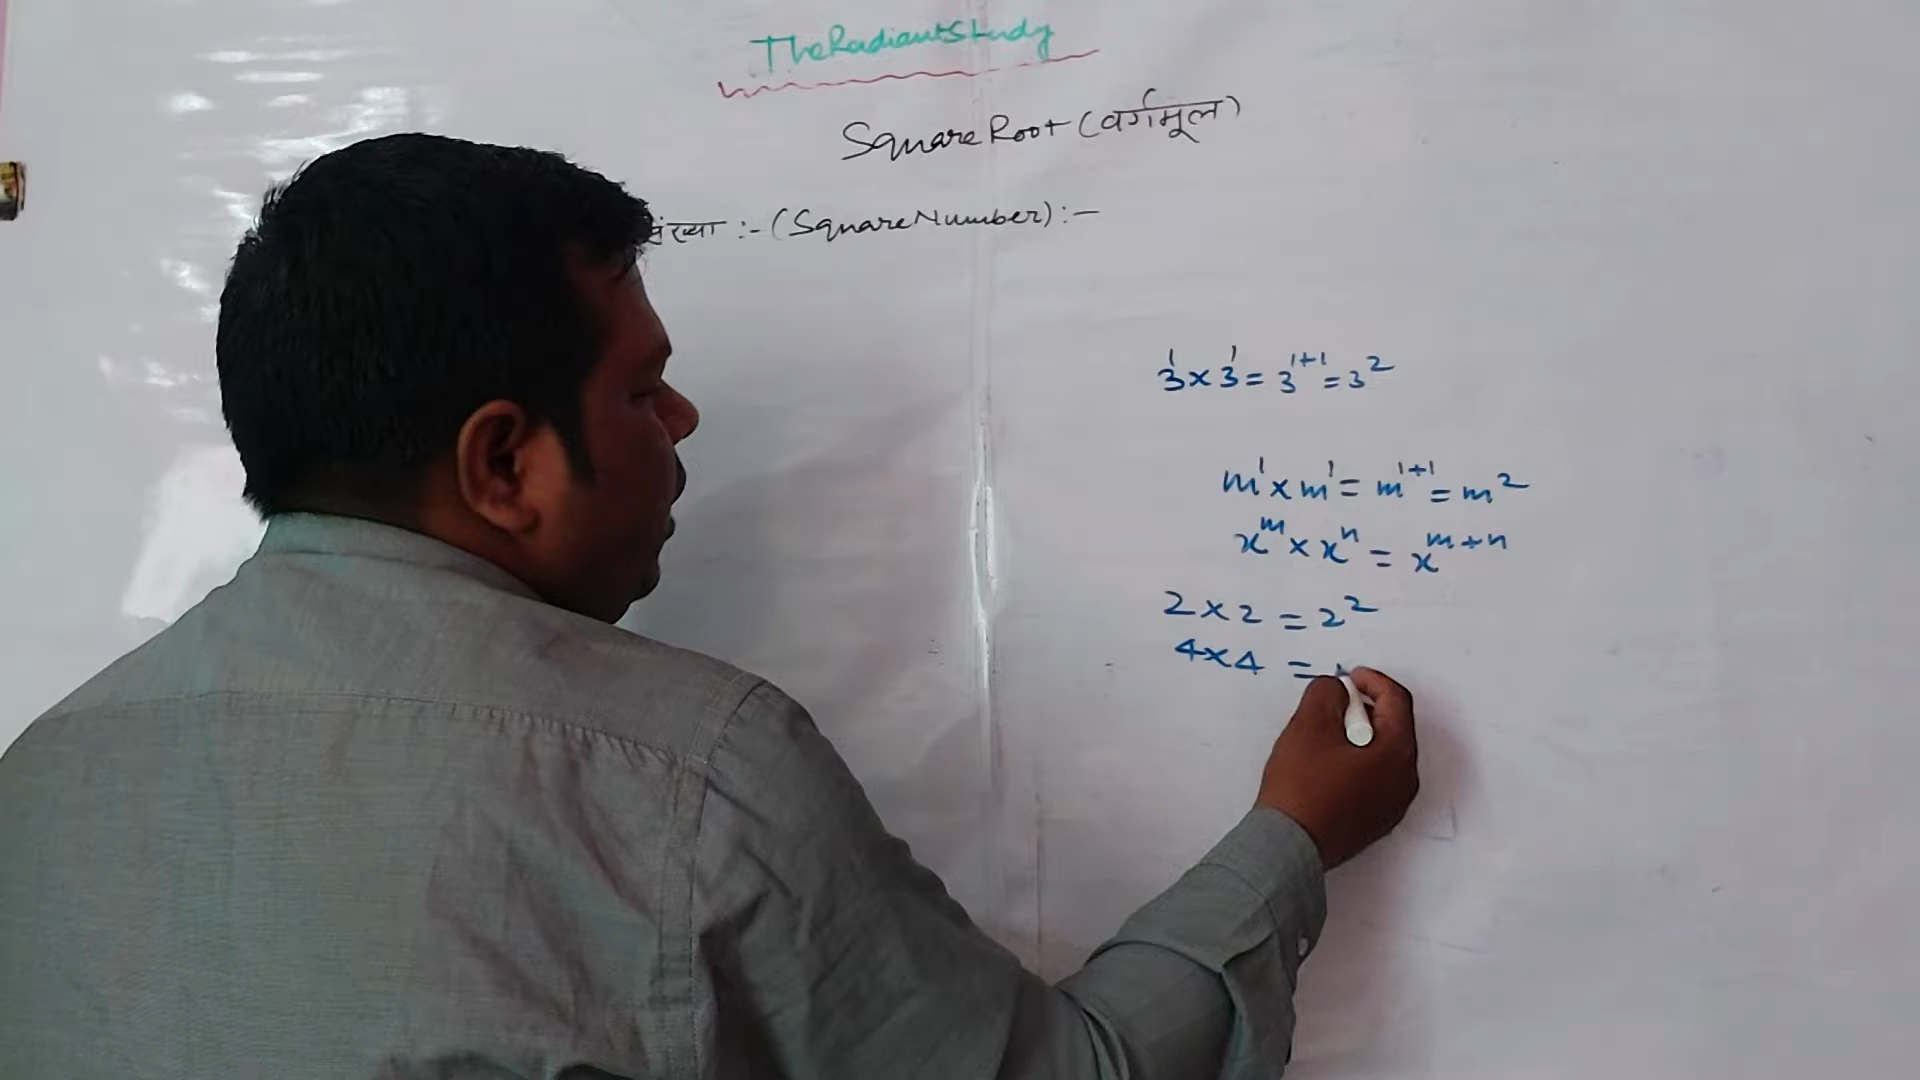 TheRadiantStudy
Square Root (वर्गमूल)
संख्या :- (Square Number) :-
3¹ × 3¹ = 3¹⁺¹ = 3²
m¹ × m¹ = m¹⁺¹ = m²
xᵐ × xⁿ = xᵐ⁺ⁿ
2 × 2 = 2²
4 × 4 =